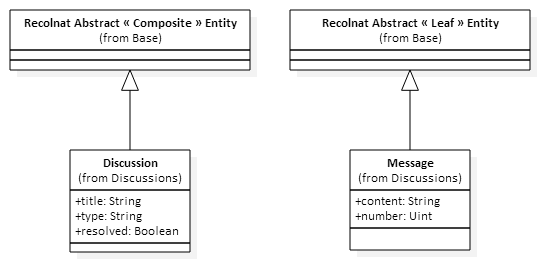 Recolnat Abstract « Composite » Entity
(from Base)
Recolnat Abstract « Leaf » Entity
(from Base)
Discussion
(from Discussions)
+title: String
+type: String
+resolved: Boolean
Message
(from Discussions)
+content: String
+number: Uint